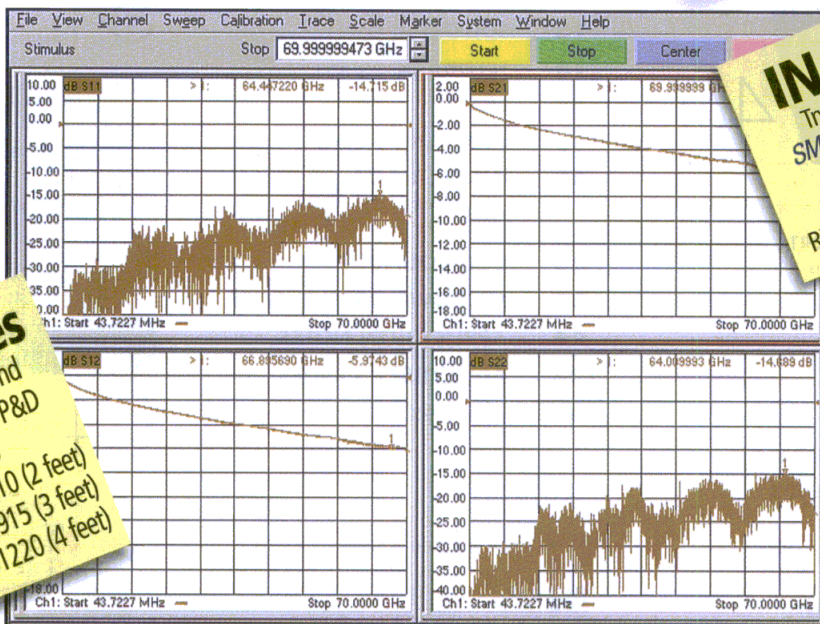 File View Channel Sweep Calibration Trace Scale Marker System Window Help
Stimulus Stop 69.999999473 GHz Start Stop Center
10.00 dB S11 > 1: 64.447220 GHz -14.715 dB
5.00
0.00
-5.00
-10.00
-15.00
-20.00
-25.00
-30.00
-35.00
Ch1: Start 43.7227 MHz Stop 70.0000 GHz
2.00 dB S21 > 1: 69.999999
0.00
-2.00
-4.00
-6.00
-8.00
-10.00
-12.00
-14.00
-16.00
-18.00
Ch1: Start 43.7227 MHz Stop 70.0000 GHz
dB S12 > 1: 66.895690 GHz -5.9743 dB
1
-18.00
Ch1: Start 43.7227 MHz Stop 70.0000 GHz
10.00 dB S22 > 1: 64.009993 GHz -14.689 dB
5.00
0.00
-5.00
-10.00
-15.00
-20.00
-25.00
-30.00
-35.00
-40.00
1
Ch1: Start 43.7227 MHz Stop 70.0000 GHz
P&D
10 (2 feet)
915 (3 feet)
1220 (4 feet)
IN
SM